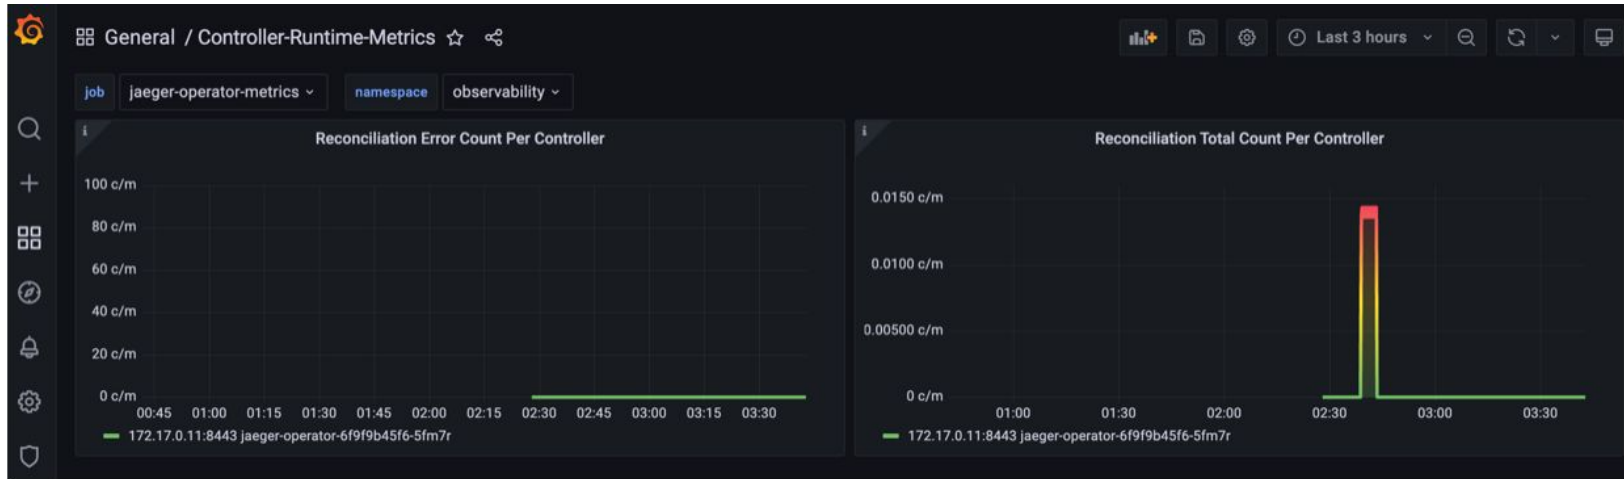 General / Controller-Runtime-Metrics
Last 3 hours
job jaeger-operator-metrics namespace observability
i
Reconciliation Error Count Per Controller
100 c/m
80 c/m
60 c/m
40 c/m
20 c/m
0 c/m
00:45 01:00 01:15 01:30 01:45 02:00 02:15 02:30 02:45 03:00 03:15 03:30
172.17.0.11:8443 jaeger-operator-6f9f9b45f6-5fm7r
i
Reconciliation Total Count Per Controller
0.0150 c/m
0.0100 c/m
0.00500 c/m
0 c/m
01:00 01:30 02:00 02:30 03:00 03:30
172.17.0.11:8443 jaeger-operator-6f9f9b45f6-5fm7r